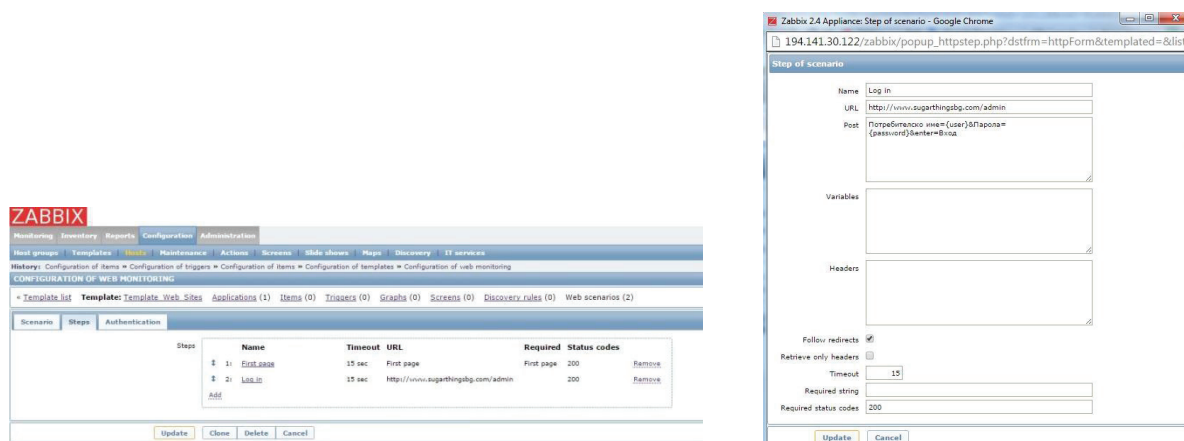 ZABBIX
Monitoring Inventory Reports Configuration Administration
Host groups Templates Hosts Maintenance Actions Screens Slide shows Maps Discovery IT services
History: Configuration of items » Configuration of triggers » Configuration of items » Configuration of templates » Configuration of web monitoring
CONFIGURATION OF WEB MONITORING
« Template list Template: Template Web Sites Applications (1) Items (0) Triggers (0) Graphs (0) Screens (0) Discovery rules (0) Web scenarios (2)
Scenario Steps Authentication
Steps Name Timeout URL Required Status codes
1: First page 15 sec First page First page 200 Remove
2: Log in 15 sec http://www.sugarthingsbg.com/admin 200 Remove
Add
Update Clone Delete Cancel
Zabbix 2.4 Appliance: Step of scenario - Google Chrome
194.141.30.122/zabbix/popup_httpstep.php?dstfrm=httpForm&templated=&list
Step of scenario
Name Log in
URL http://www.sugarthingsbg.com/admin
Post Потребителско име={user}&Парола=
{password}&enter=Вход
Variables
Headers
Follow redirects
Retrieve only headers
Timeout 15
Required string
Required status codes 200
Update Cancel